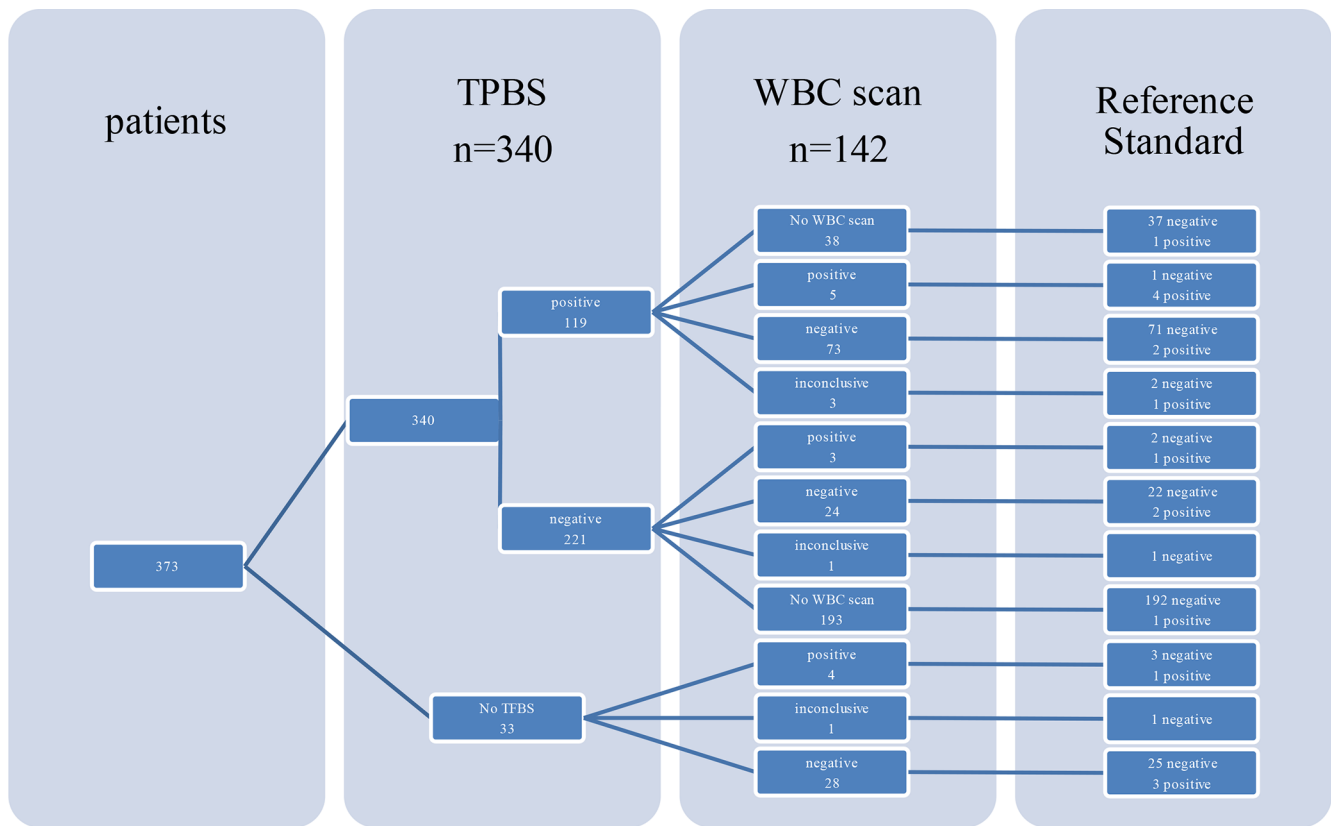 patients
TPBS
n=340
WBC scan
n=142
Reference
Standard
373
340
positive
119
negative
221
No TFBS
33
No WBC scan
38
positive
5
negative
73
inconclusive
3
positive
3
negative
24
inconclusive
1
No WBC scan
193
positive
4
inconclusive
1
negative
28
37 negative
1 positive
1 negative
4 positive
71 negative
2 positive
2 negative
1 positive
2 negative
1 positive
22 negative
2 positive
1 negative
192 negative
1 positive
3 negative
1 positive
1 negative
25 negative
3 positive